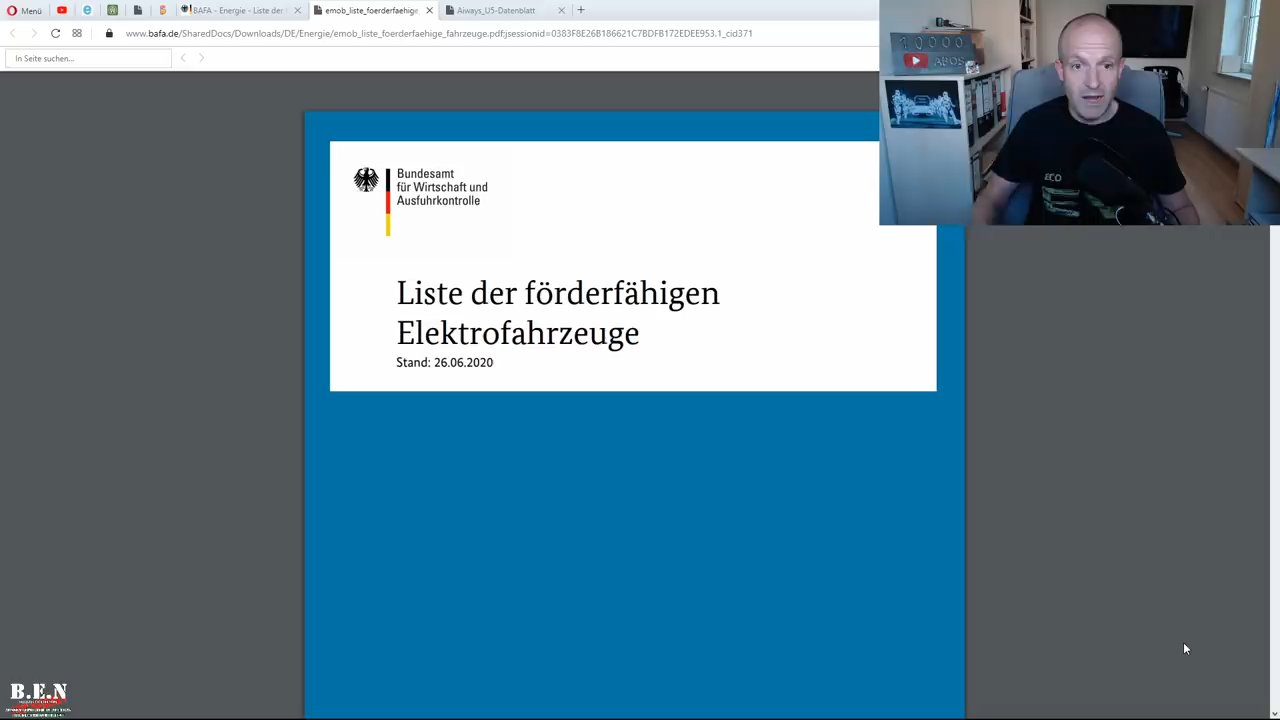 Menü
BAFA - Energie - Liste der
emob_liste_foerderfaehige
Aiways_U5-Datenblatt
www.bafa.de/SharedDocs/Downloads/DE/Energie/emob_liste_foerderfaehige_fahrzeuge.pdf;jsessionid=0383F8E26B186621C7BDFB172EDEE953.1_cid371
In Seite suchen...
10000
ABOS
ECO
Bundesamt
für Wirtschaft und
Ausfuhrkontrolle
Liste der förderfähigen
Elektrofahrzeuge
Stand: 26.06.2020
B.E.N